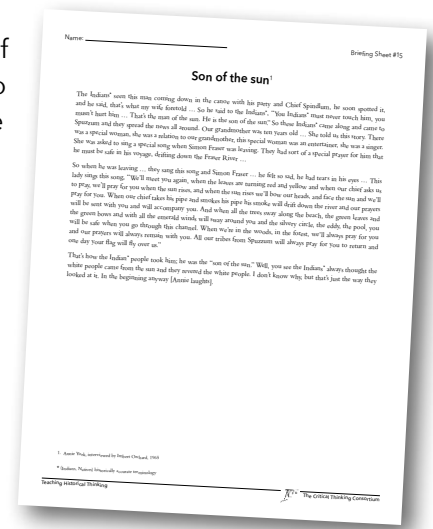 f
o
e
Name:
Briefing Sheet #15
Son of the sun¹
The Indians* seen this man coming down in the canoe with his party and Chief Spindlum, he soon spotted it,
and he said, that's what my wife foretold … So he said to the Indians*, "You Indians* must never touch him, you
musn't hurt him … That's the man of the sun. He is the son of the sun." So these Indians* came along and came to
Spuzzum and they spread the news all around. Our grandmother was ten years old … She told us this story. There
was a special woman, she was a relation to our grandmother, this special woman was an entertainer, she was a singer.
She was asked to sing a special song when Simon Fraser was leaving. They had sort of a special prayer for him that
he must be safe in his voyage, drifting down the Fraser River …
So when he was leaving … they sang this song and Simon Fraser … he felt so sad, he had tears in his eyes … This
lady sings this song, "We'll meet you again, when the leaves are turning red and yellow and when our chief asks us
to pray, we'll pray for you when the sun rises, and when the sun rises we'll bow our heads and face the sun and we'll
pray for you. When our chief takes his pipe and smokes his pipe his smoke will drift down the river and our prayers
will be sent with you and will accompany you. And when all the trees away along the beach, the green leaves and
the green bows and with all the emerald winds will sway around you and the silvery circle, the eddy, the pool, you
will be safe when you go through this channel. When we're in the woods, in the forest, we'll always pray for you
and our prayers will always remain with you. All our tribes from Spuzzum will always pray for you to return and
one day your flag will fly over us."
That's how the Indian* people took him; he was the "son of the sun." Well, you see the Indians* always thought the
white people came from the sun and they revered the white people. I don't know why, but that's just the way they
looked at it. In the beginning anyway [Annie laughs].
1. Annie York, interviewed by Imbert Orchard, 1969
* Indians, Natives: historically accurate terminology
Teaching Historical Thinking
The Critical Thinking Consortium